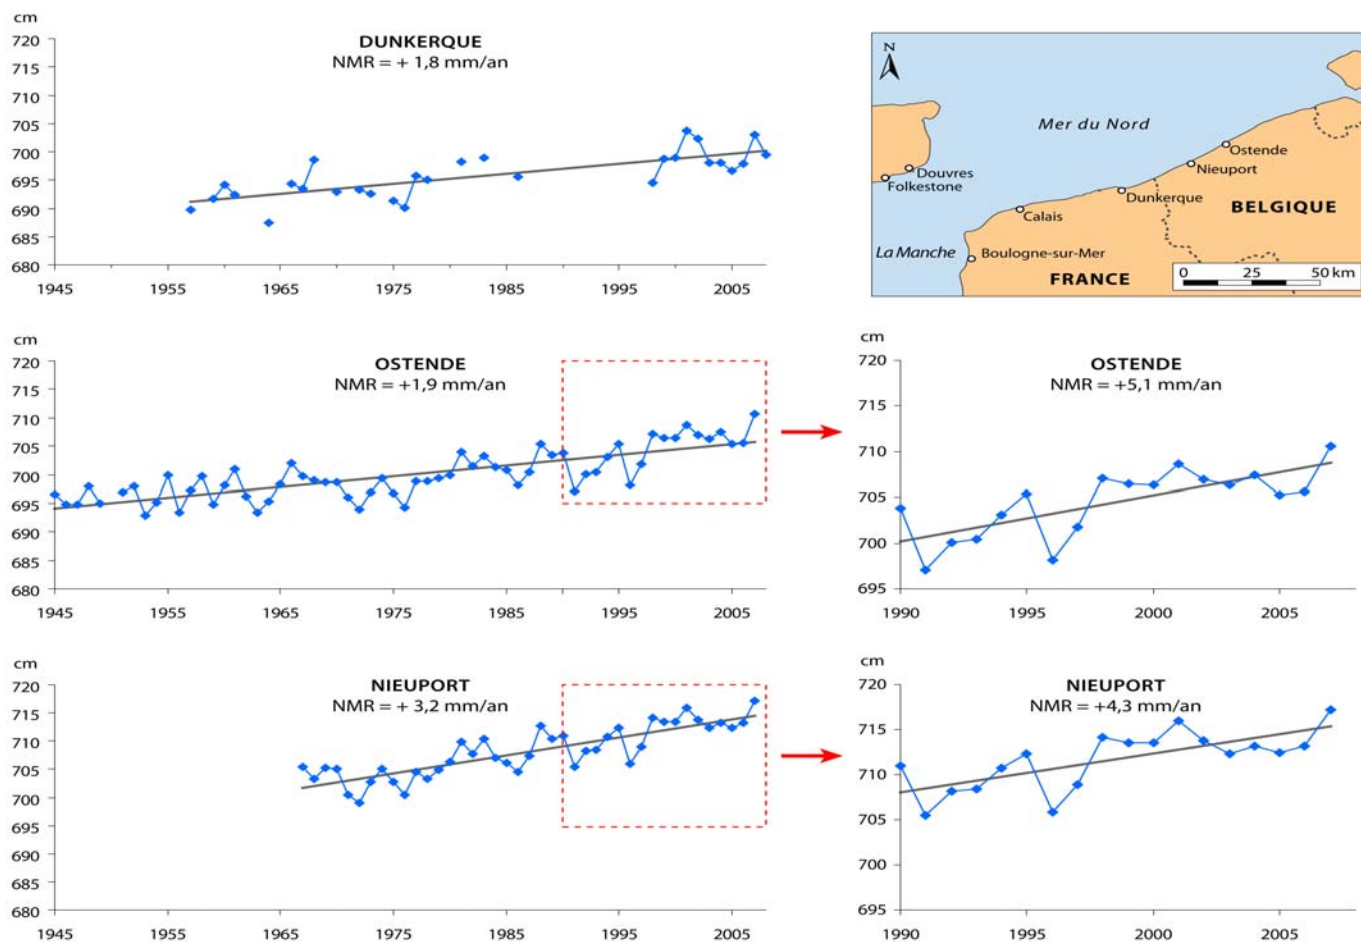 cm
DUNKERQUE
NMR = + 1,8 mm/an
720
715
710
705
700
695
690
685
680
1945
1955
1965
1975
1985
1995
2005
N
Mer du Nord
Ostende
Nieuport
Douvres
Folkestone
Dunkerque
Calais
BELGIQUE
La Manche
Boulogne-sur-Mer
FRANCE
0
25
50 km
cm
OSTENDE
NMR = +1,9 mm/an
720
715
710
705
700
695
690
685
680
1945
1955
1965
1975
1985
1995
2005
cm
OSTENDE
NMR = +5,1 mm/an
720
715
710
705
700
695
1990
1995
2000
2005
cm
NIEUPORT
NMR = + 3,2 mm/an
720
715
710
705
700
695
690
685
680
1945
1955
1965
1975
1985
1995
2005
cm
NIEUPORT
NMR = +4,3 mm/an
720
715
710
705
700
695
1990
1995
2000
2005